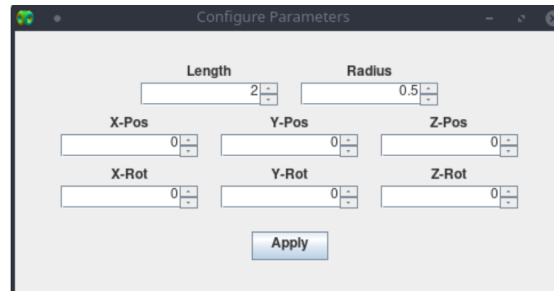 Configure Parameters
Length Radius
2 0.5
X-Pos Y-Pos Z-Pos
0 0 0
X-Rot Y-Rot Z-Rot
0 0 0
Apply